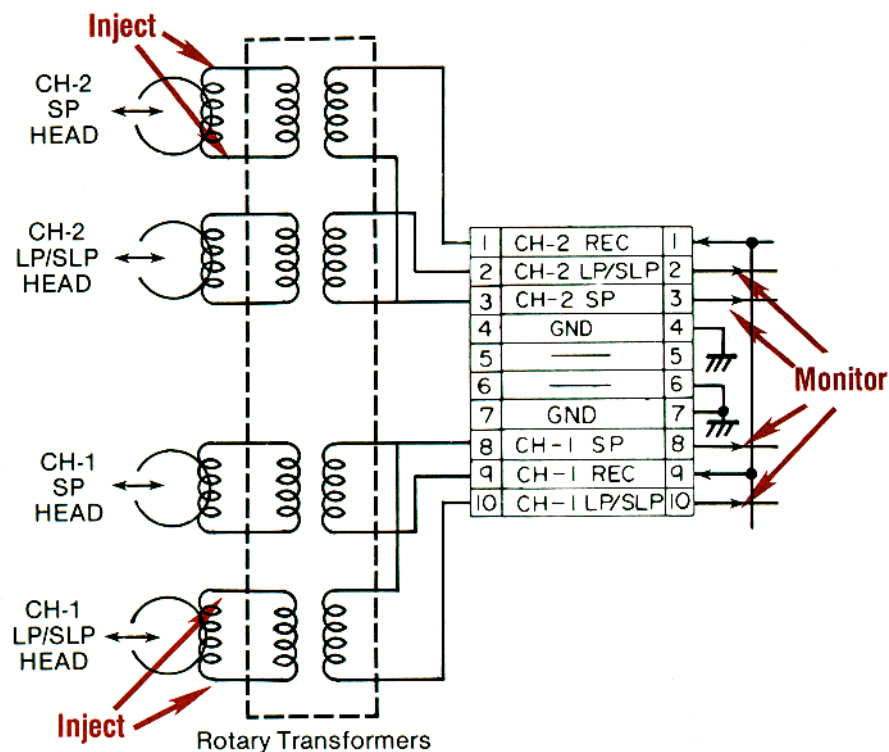 Inject
CH-2
SP
HEAD
CH-2
LP/SLP
HEAD
1 CH-2 REC 1
2 CH-2 LP/SLP 2
3 CH-2 SP 3
4 GND 4
5 5
6 6
7 GND 7
8 CH-1 SP 8
9 CH-1 REC 9
10 CH-1 LP/SLP 10
Monitor
CH-1
SP
HEAD
CH-1
LP/SLP
HEAD
Inject
Rotary Transformers